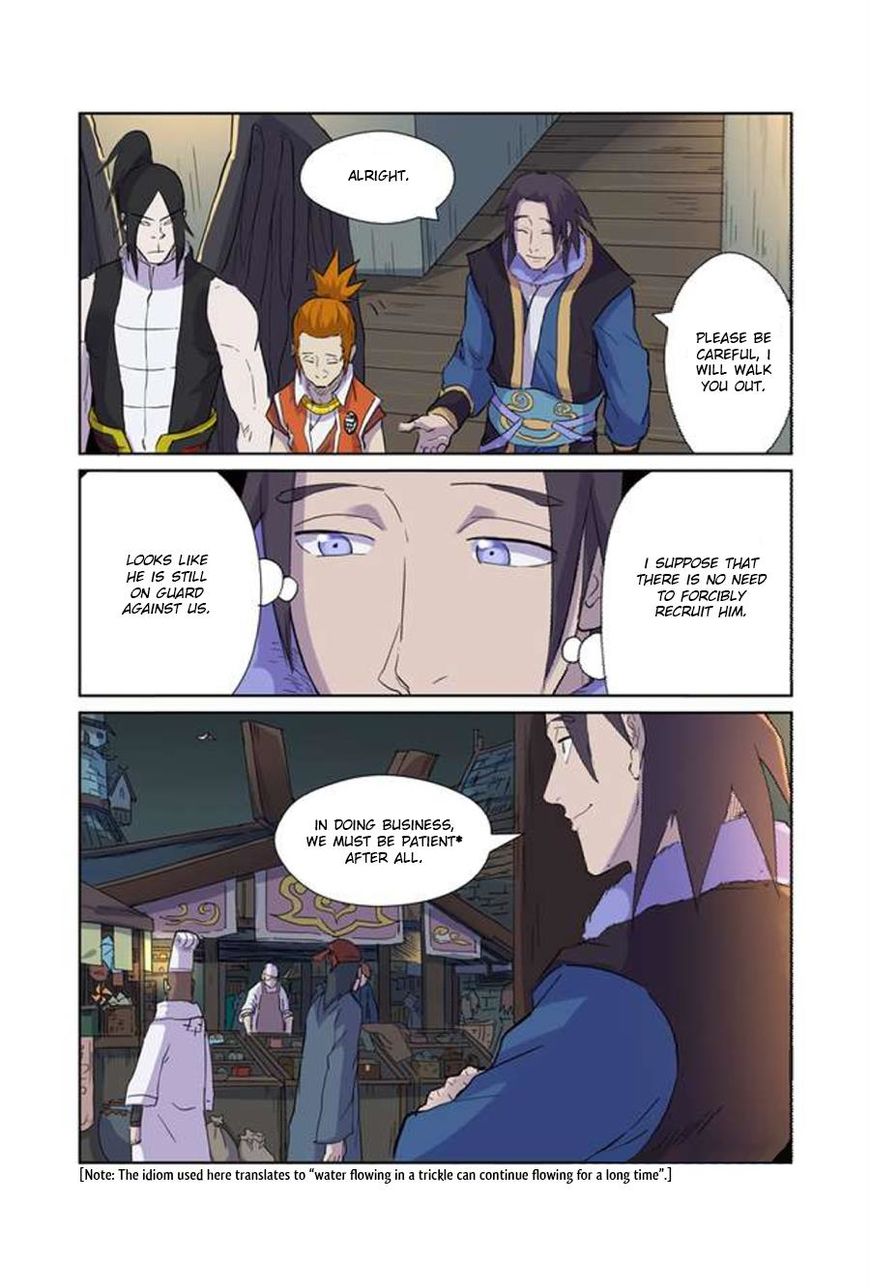 ALRIGHT.
PLEASE BE
CAREFUL, I
WILL WALK
YOU OUT.
LOOKS LIKE
HE IS STILL
ON GUARD
AGAINST US.
I SUPPOSE THAT
THERE IS NO NEED
TO FORCIBLY
RECRUIT HIM.
IN DOING BUSINESS,
WE MUST BE PATIENT*
AFTER ALL.
[Note: The idiom used here translates to “water flowing in a trickle can continue flowing for a long time”.]